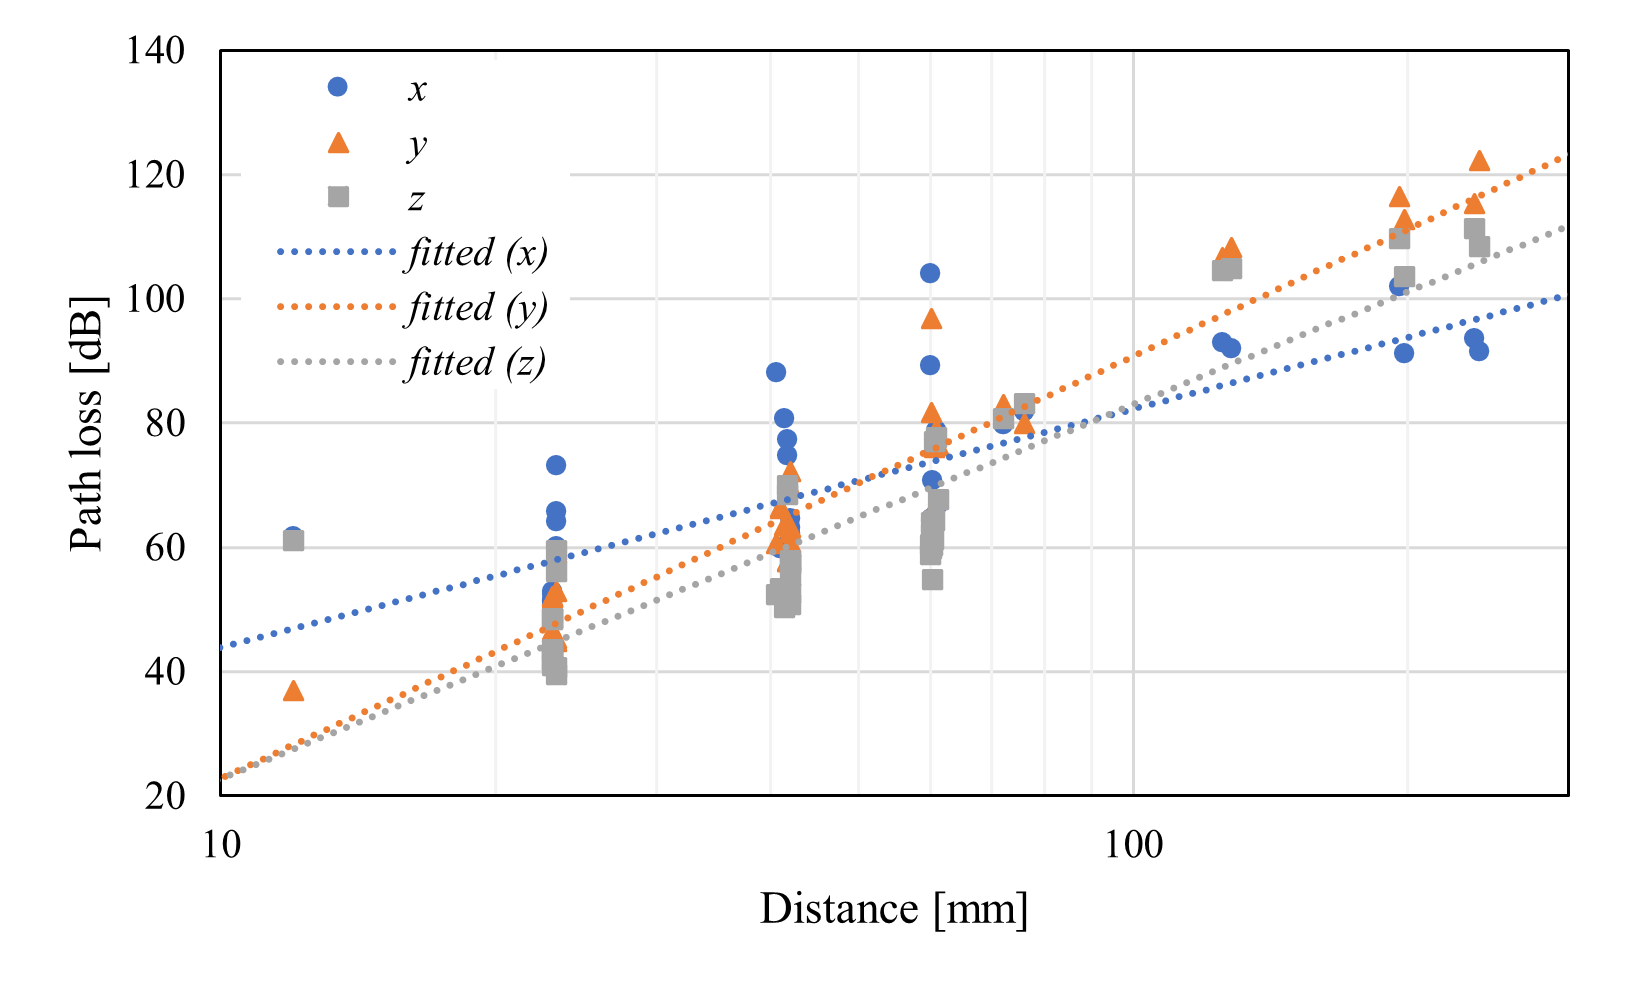 140
120
100
80
60
40
20
Path loss [dB]
x
y
z
fitted (x)
fitted (y)
fitted (z)
10
100
Distance [mm]